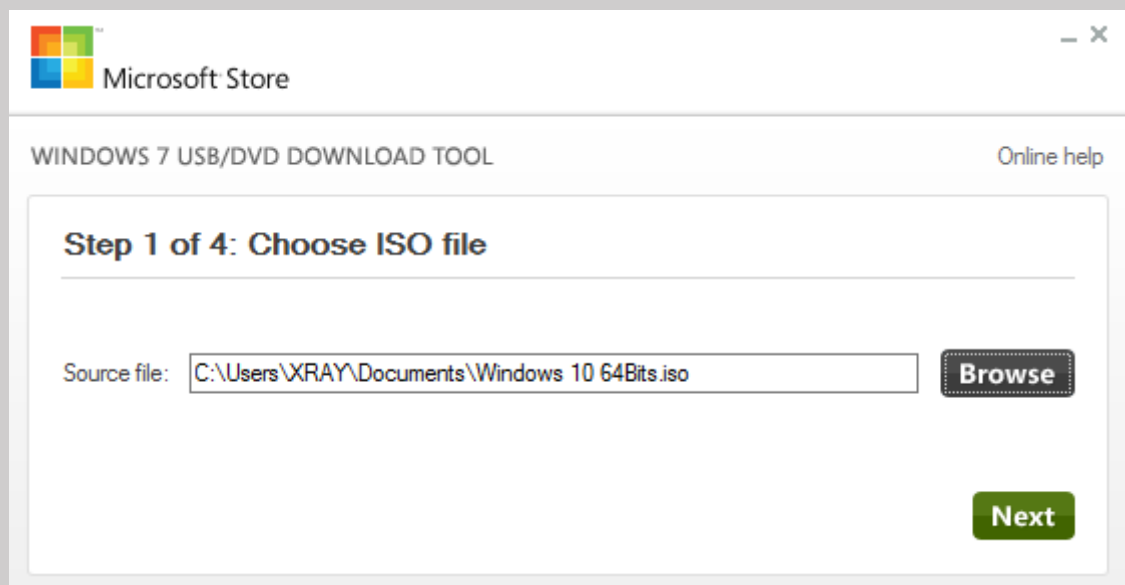 Microsoft Store
WINDOWS 7 USB/DVD DOWNLOAD TOOL
Online help
Step 1 of 4: Choose ISO file
Source file:
C:\Users\XRAY\Documents\Windows 10 64Bits.iso
Browse
Next